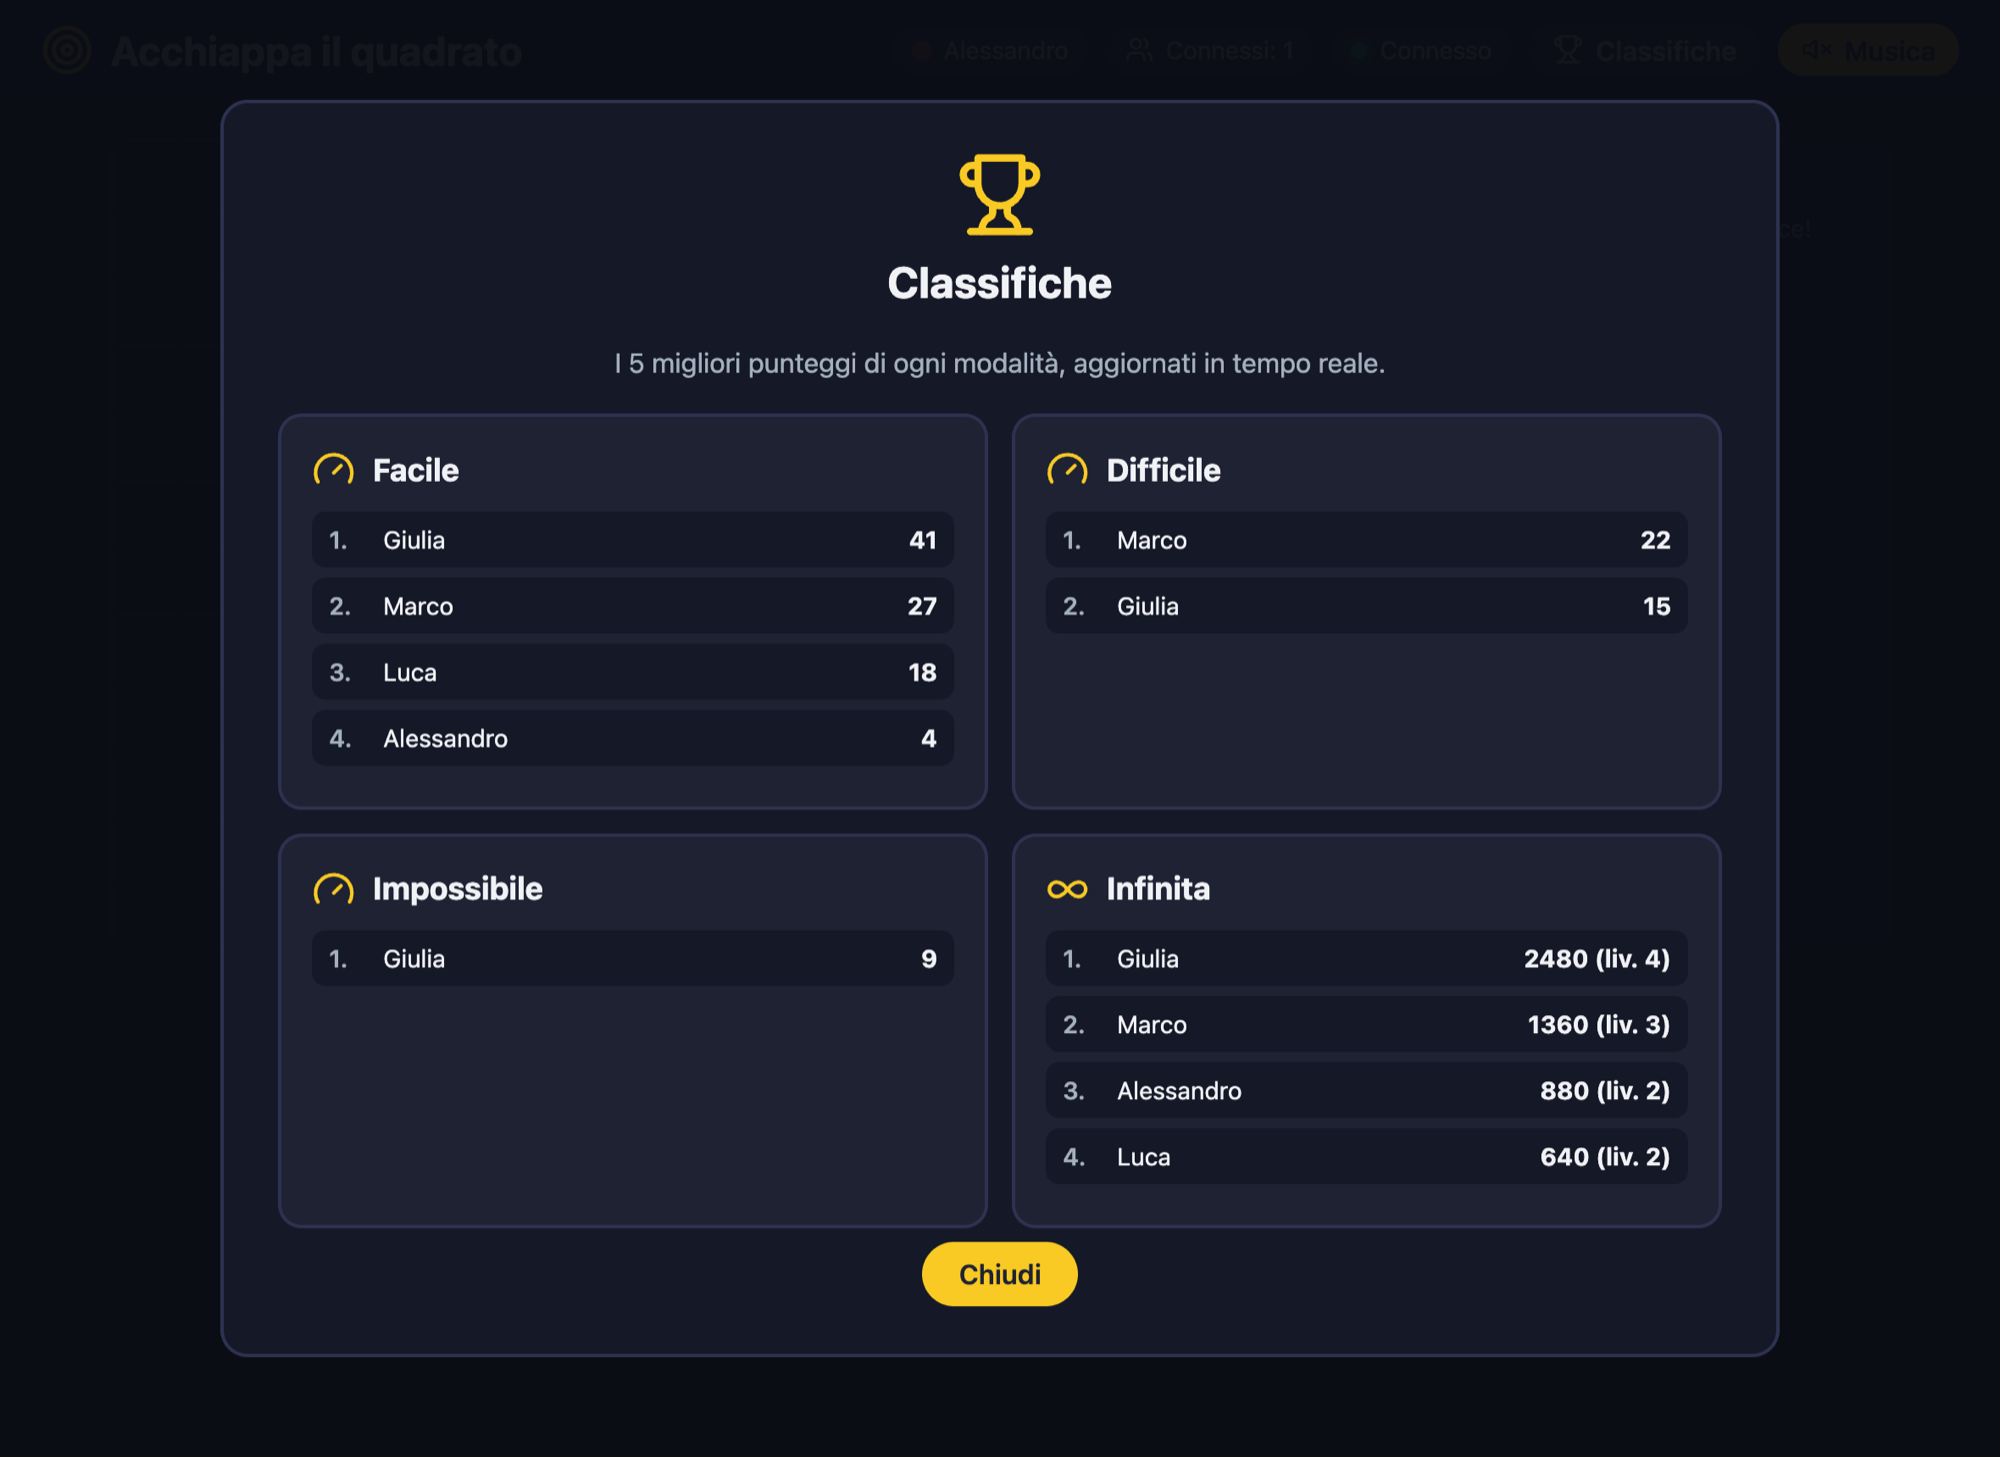 Acchiappa il quadrato
Alessandro
Connessi: 1
Connesso
Classifiche
Musica
Classifiche
I 5 migliori punteggi di ogni modalità, aggiornati in tempo reale.
Facile
1. Giulia 41
2. Marco 27
3. Luca 18
4. Alessandro 4
Difficile
1. Marco 22
2. Giulia 15
Impossibile
1. Giulia 9
Infinita
1. Giulia 2480 (liv. 4)
2. Marco 1360 (liv. 3)
3. Alessandro 880 (liv. 2)
4. Luca 640 (liv. 2)
Chiudi